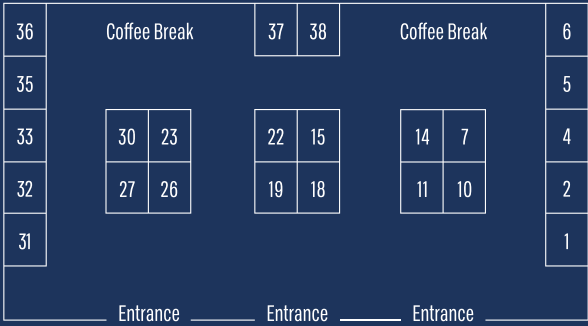 36 Coffee Break 37 38 Coffee Break 6
35 5
33 30 23 22 15 14 7 4
32 27 26 19 18 11 10 2
31 1
Entrance Entrance Entrance